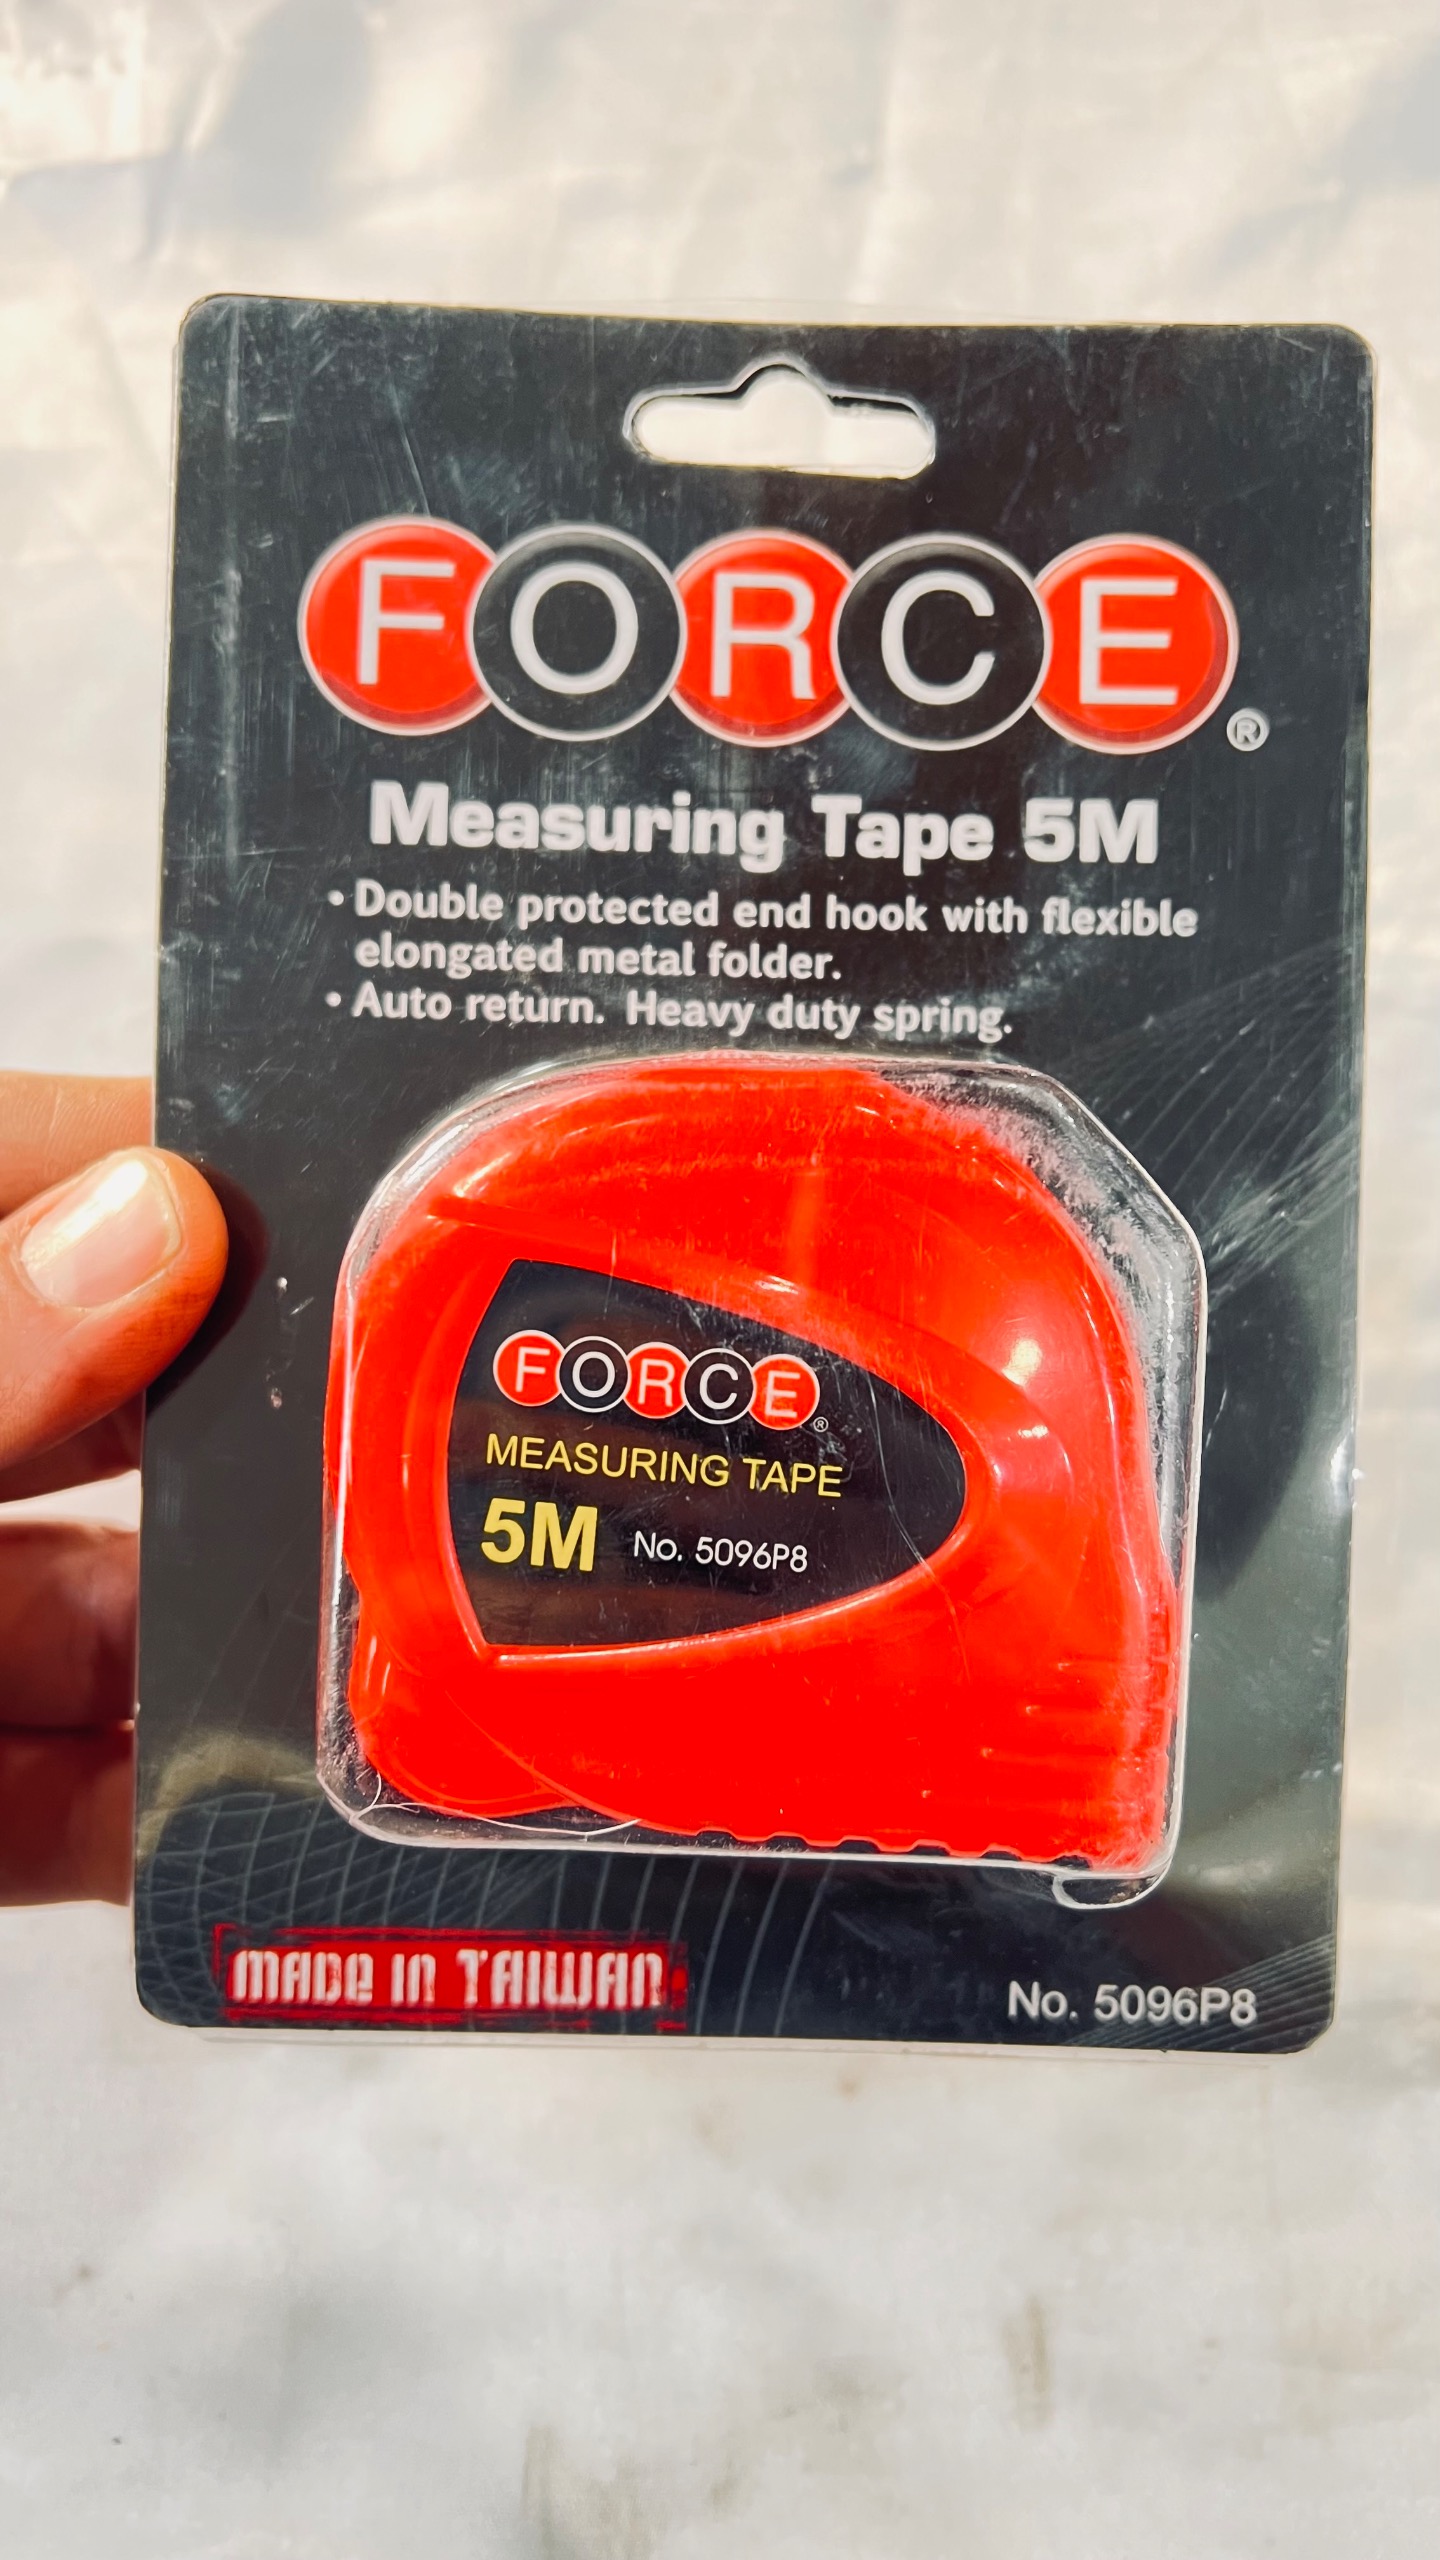 FORCE®
Measuring Tape 5M
• Double protected end hook with flexible
elongated metal folder.
• Auto return. Heavy duty spring.
FORCE®
MEASURING TAPE
5M No. 5096P8
MADE IN TAIWAN
No. 5096P8